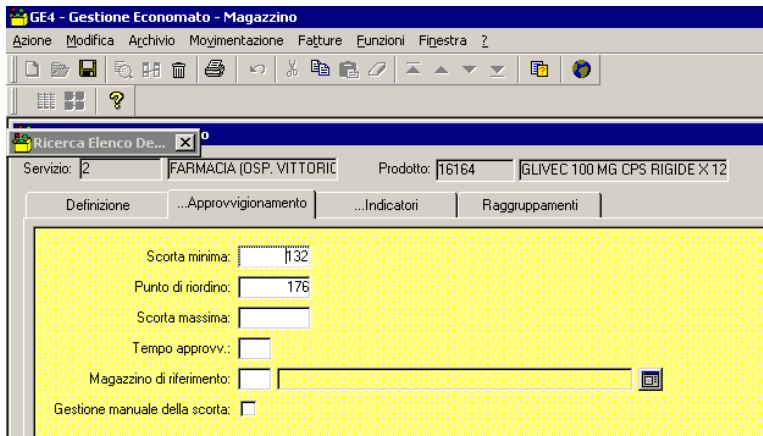 GE4 - Gestione Economato - Magazzino
Azione Modifica Archivio Movimentazione Fatture Funzioni Finestra ?
Ricerca Elenco De...
Servizio: 2 FARMACIA (OSP. VITTORIO Prodotto: 16164 GLIVEC 100 MG CPS RIGIDE X 12
Definizione ...Approvvigionamento ...Indicatori Raggruppamenti
Scorta minima: 132
Punto di riordino: 176
Scorta massima:
Tempo approvv.:
Magazzino di riferimento:
Gestione manuale della scorta: